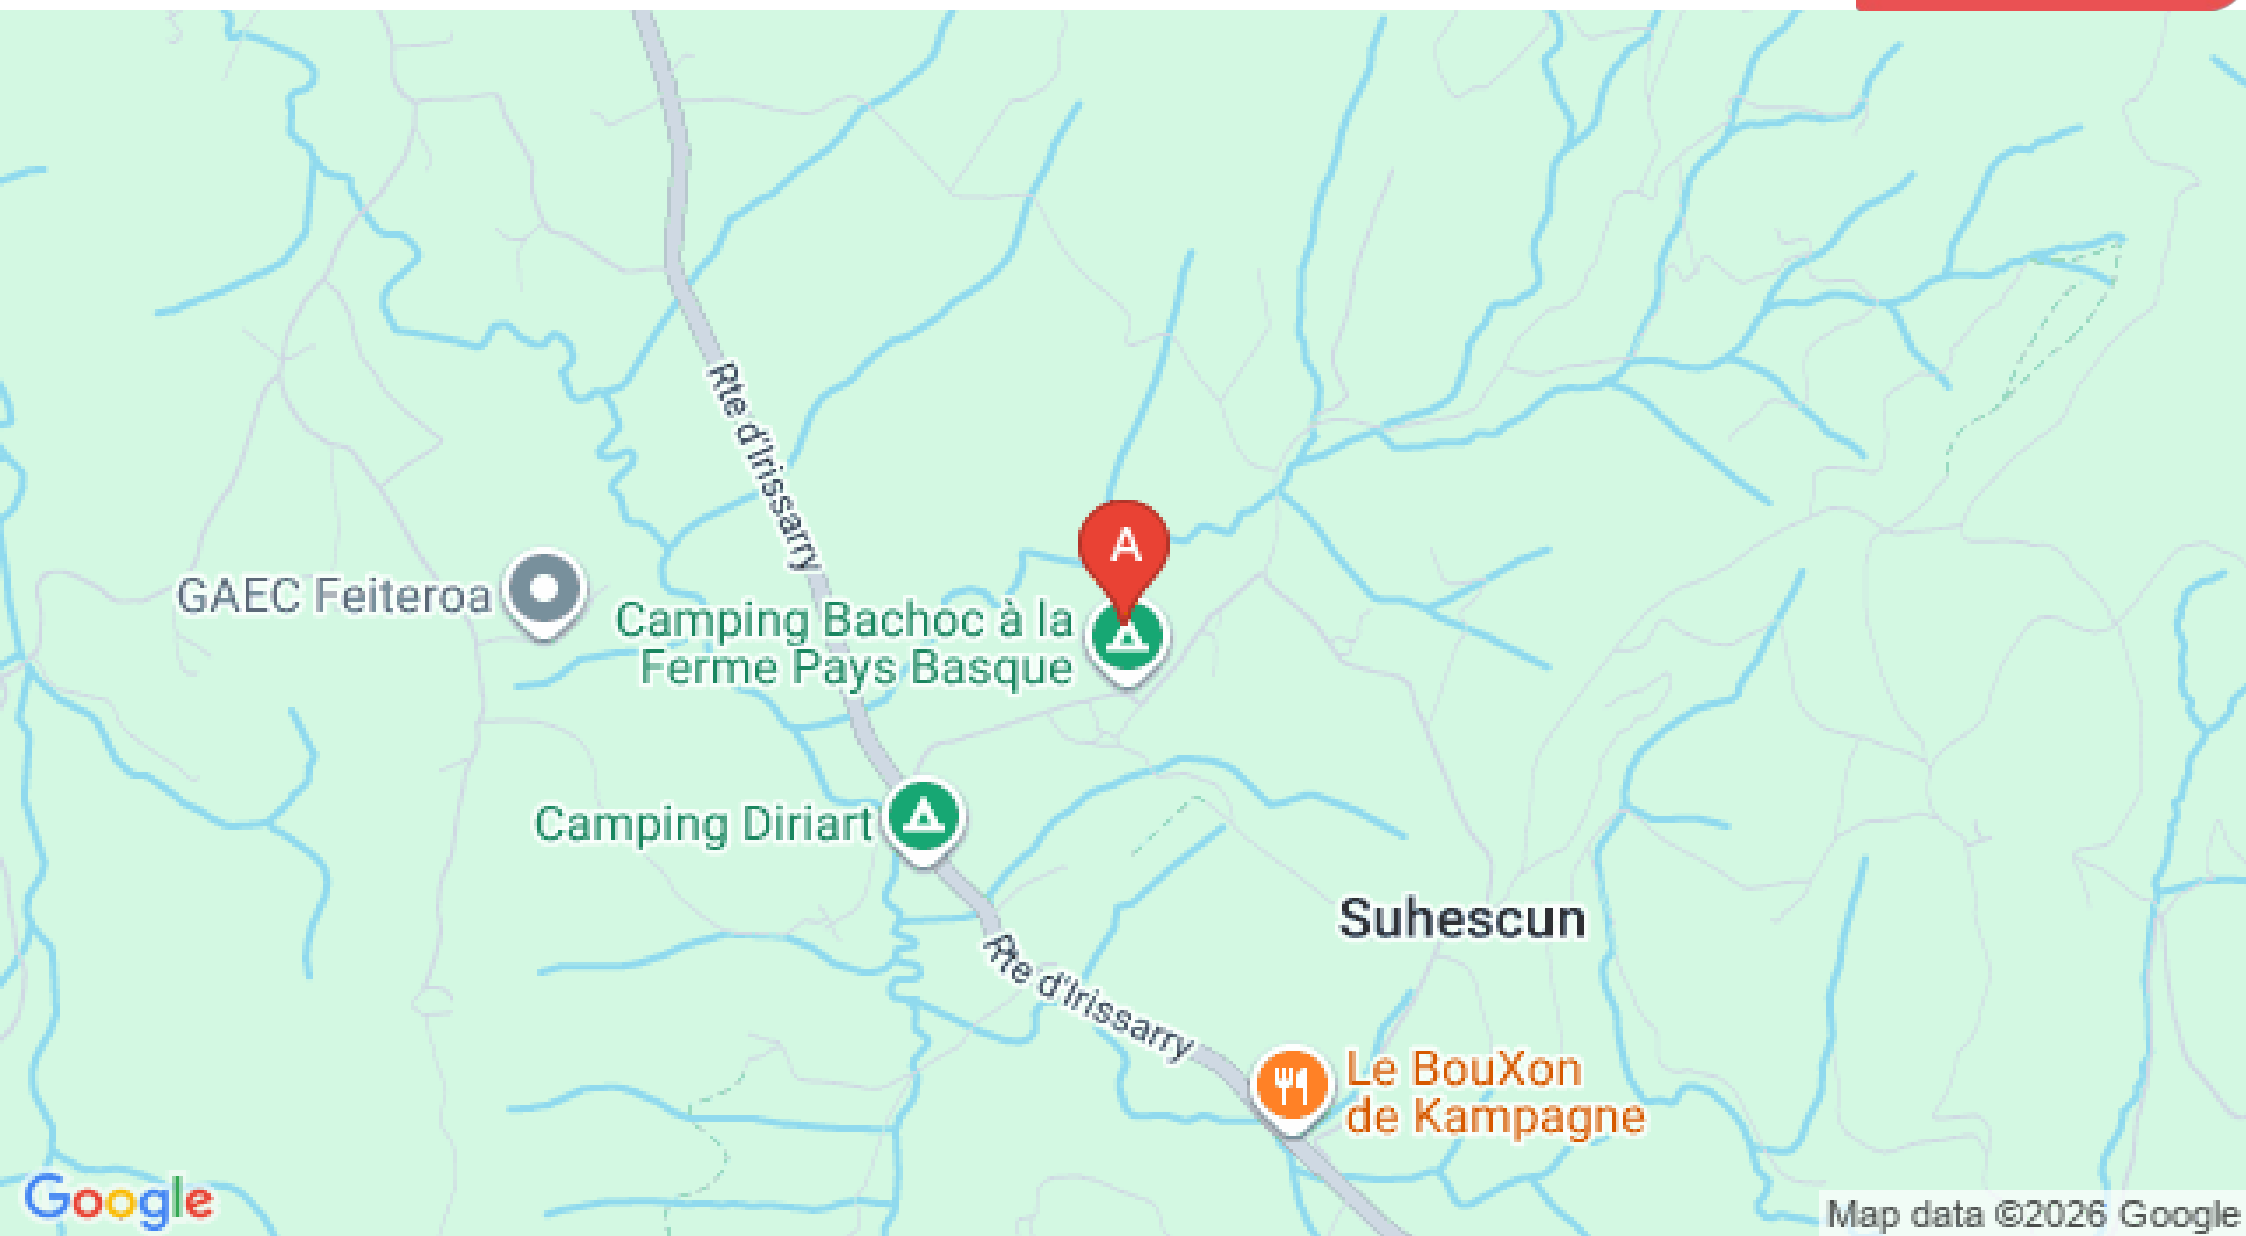 Rte d'Irissarry
A
GAEC Feiteroa
Camping Bachoc à la
Ferme Pays Basque
Camping Diriart
Suhescun
Rte d'Irissarry
Le BouXon
de Kampagne
Google
Map data ©2026 Google